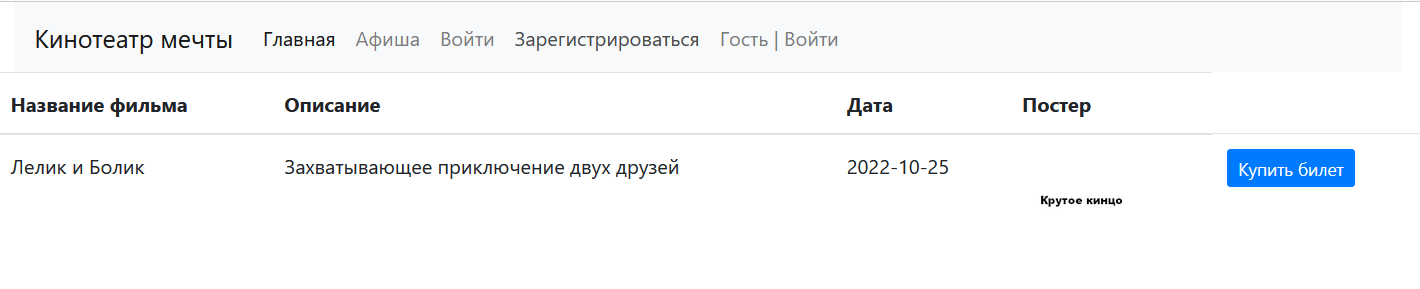 Кинотеатр мечты Главная Афиша Войти Зарегистрироваться Гость | Войти
Название фильма Описание Дата Постер
Лелик и Болик Захватывающее приключение двух друзей 2022-10-25 Купить билет
Крутое кинцо